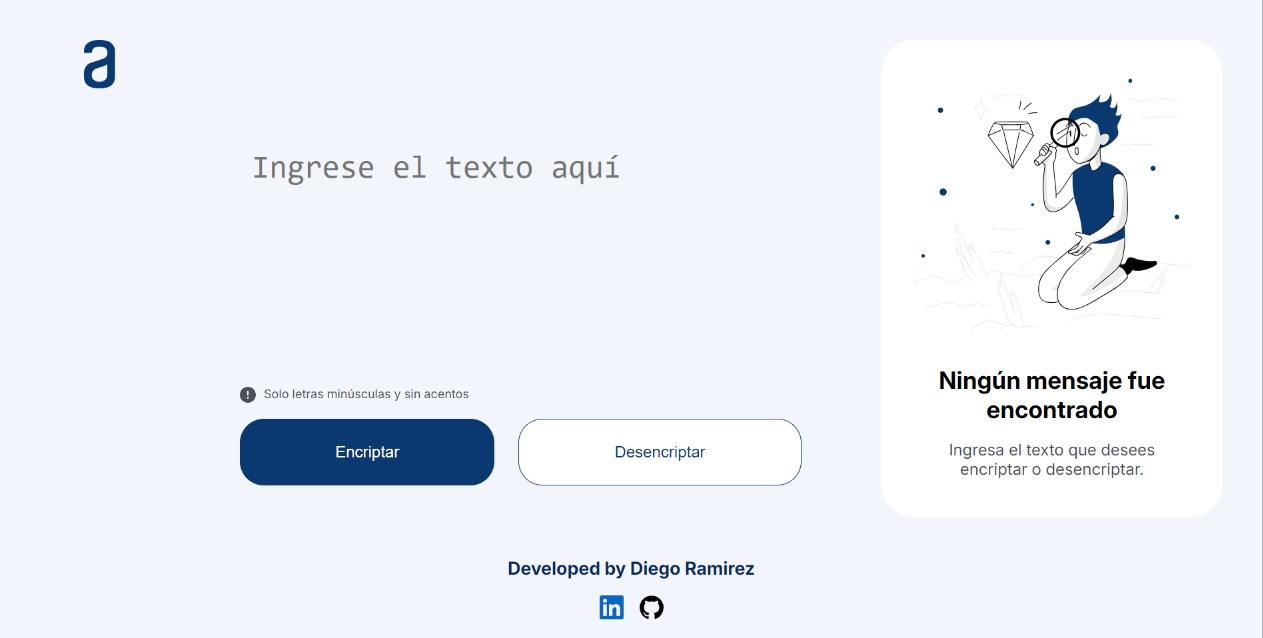 a
Ingrese el texto aquí
! Solo letras minúsculas y sin acentos
Encriptar
Desencriptar
Ningún mensaje fue
encontrado
Ingresa el texto que desees
encriptar o desencriptar.
Developed by Diego Ramirez
in